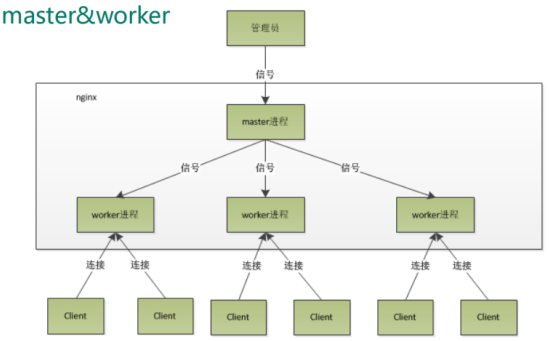 master&worker
管理员
信号
nginx
master进程
信号 信号 信号
worker进程 worker进程 worker进程
连接 连接 连接 连接 连接 连接
Client Client Client Client Client Client